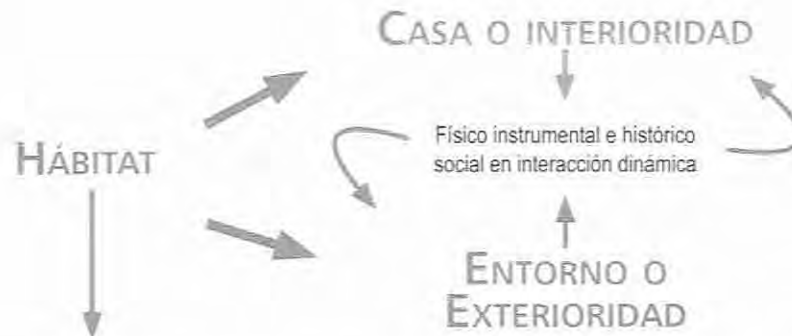 CASA O INTERIORIDAD
HÁBITAT
Físico instrumental e histórico
social en interacción dinámica
ENTORNO O
EXTERIORIDAD